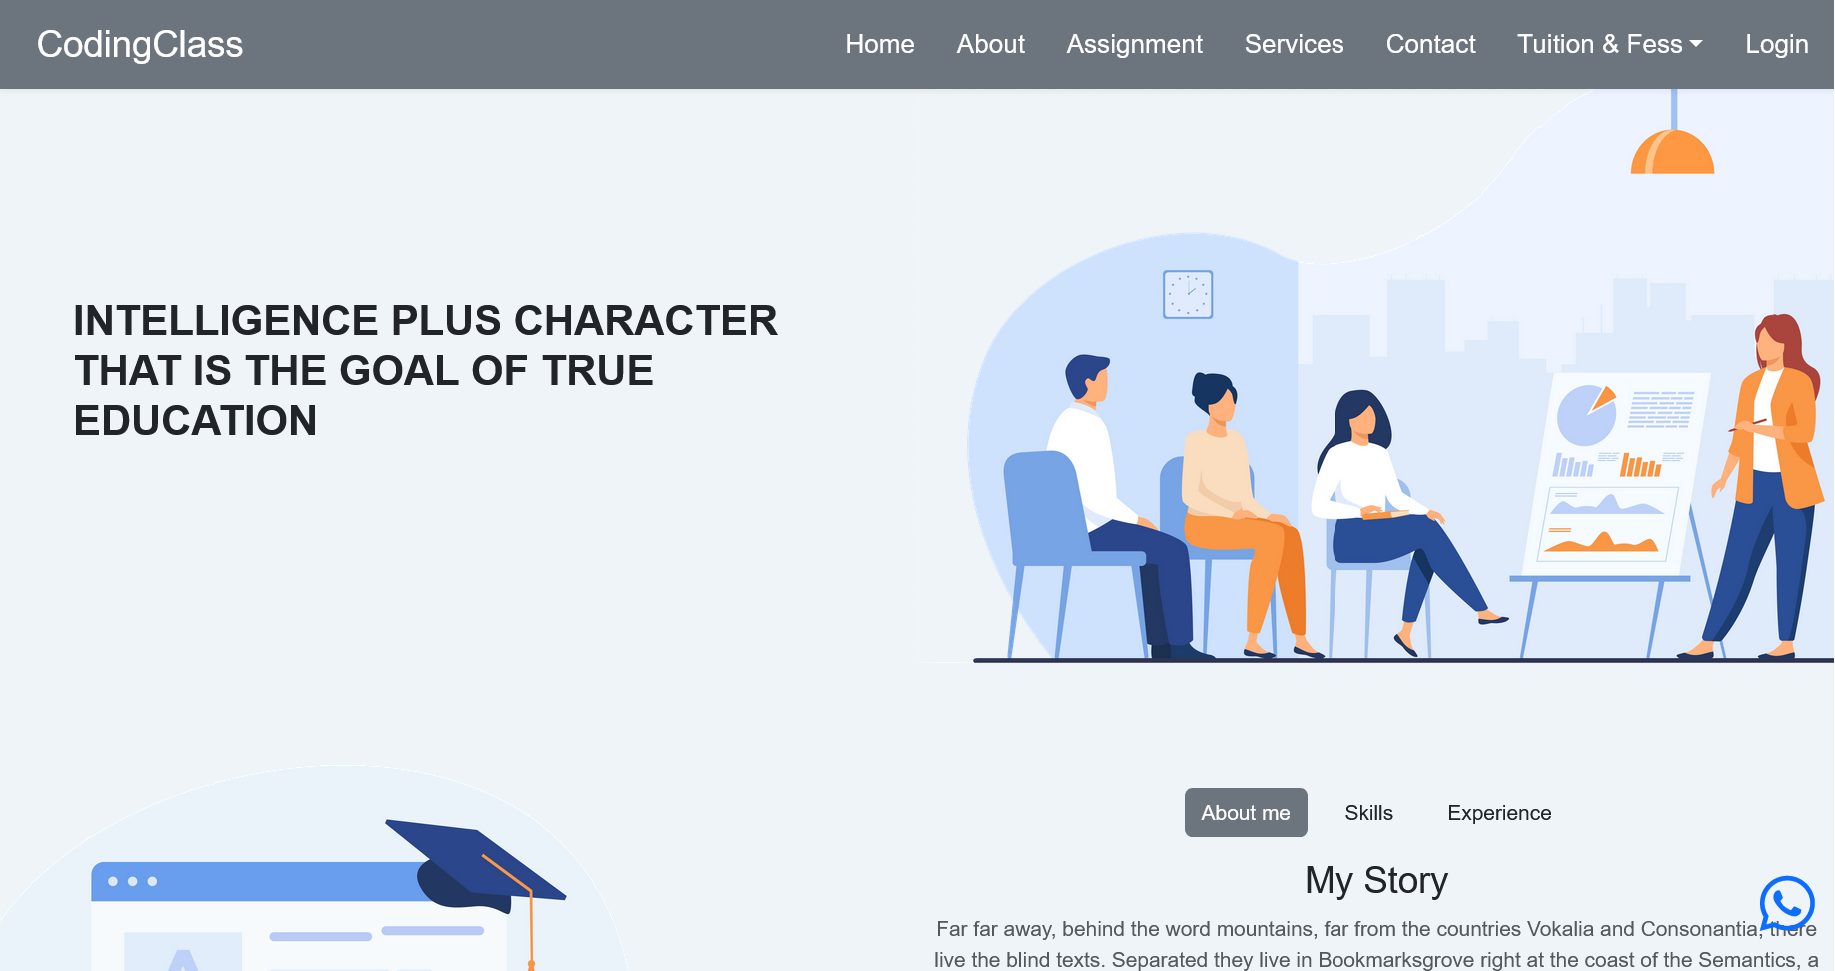 CodingClass
Home About Assignment Services Contact Tuition & Fess Login
INTELLIGENCE PLUS CHARACTER
THAT IS THE GOAL OF TRUE
EDUCATION
About me Skills Experience
My Story
Far far away, behind the word mountains, far from the countries Vokalia and Consonantia, there
live the blind texts. Separated they live in Bookmarksgrove right at the coast of the Semantics, a
A